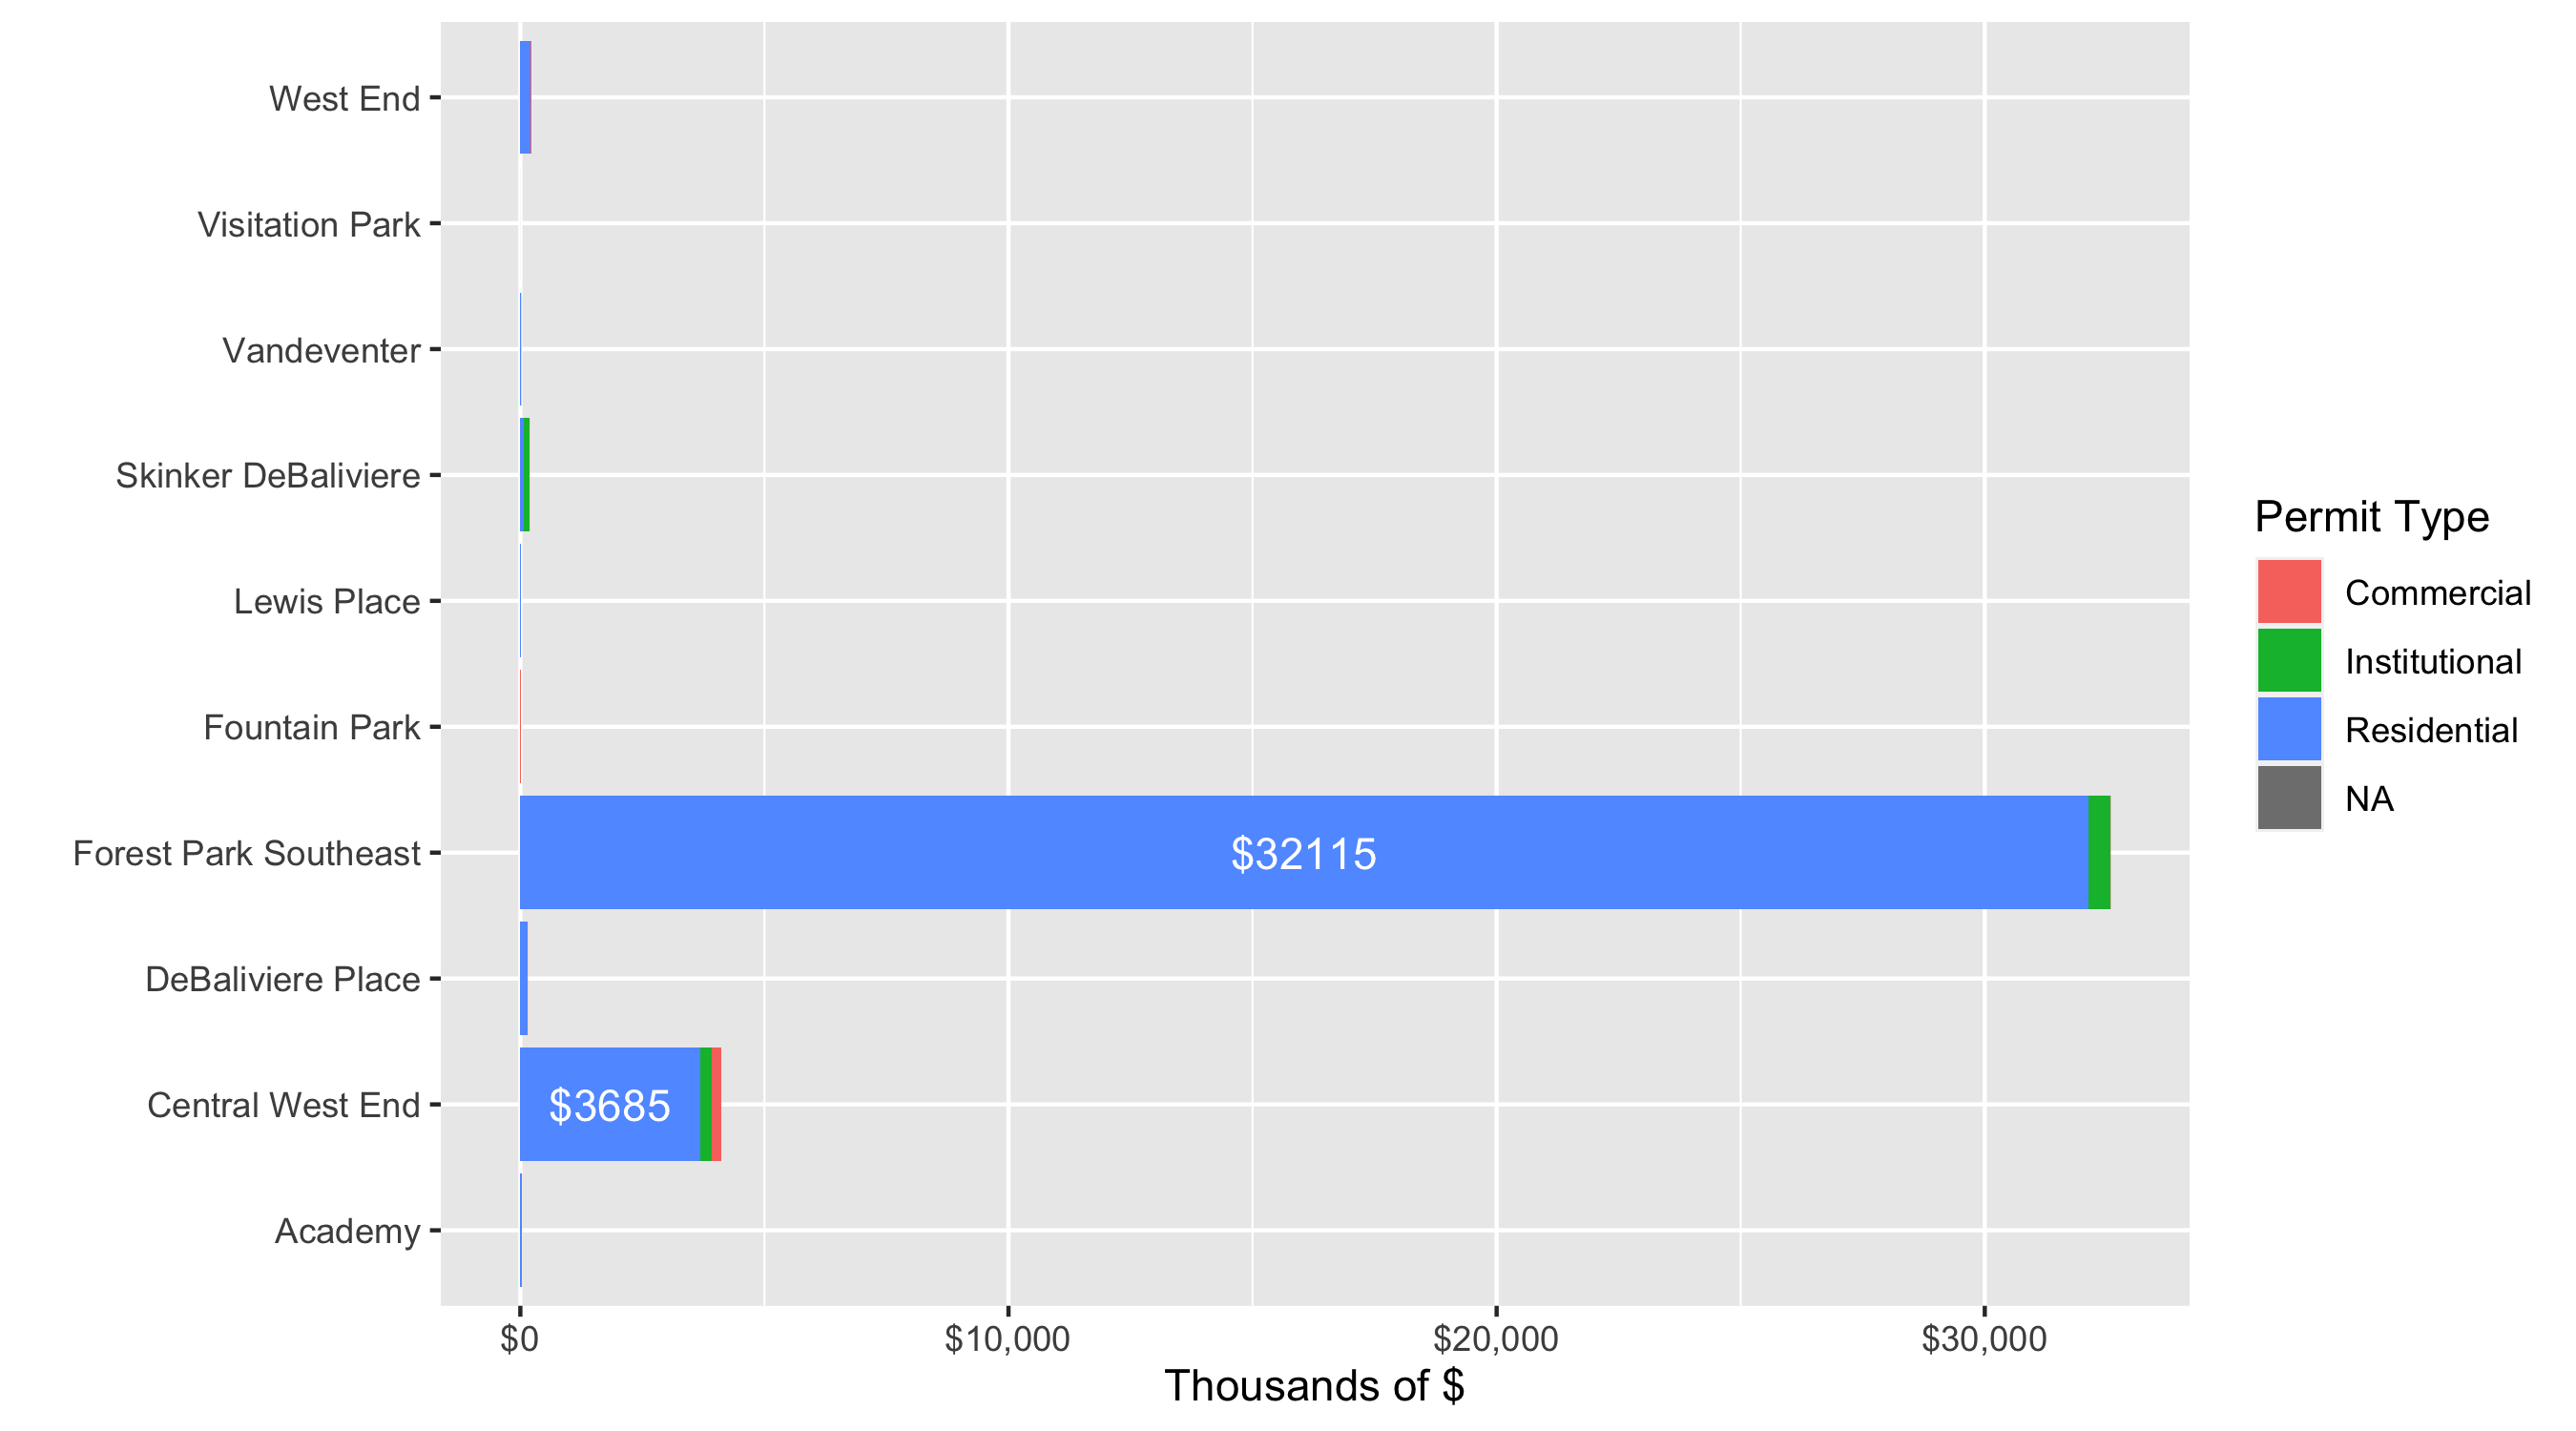 West End
Visitation Park
Vandeventer
Skinker DeBaliviere
Lewis Place
Fountain Park
Forest Park Southeast
$32115
DeBaliviere Place
Central West End
$3685
Academy
$0 $10,000 $20,000 $30,000
Thousands of $
Permit Type
Commercial
Institutional
Residential
NA